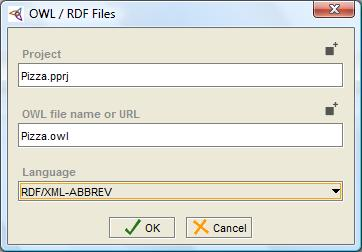 OWL / RDF Files
Project
Pizza.pprj
OWL file name or URL
Pizza.owl
Language
RDF/XML-ABBREV
OK Cancel